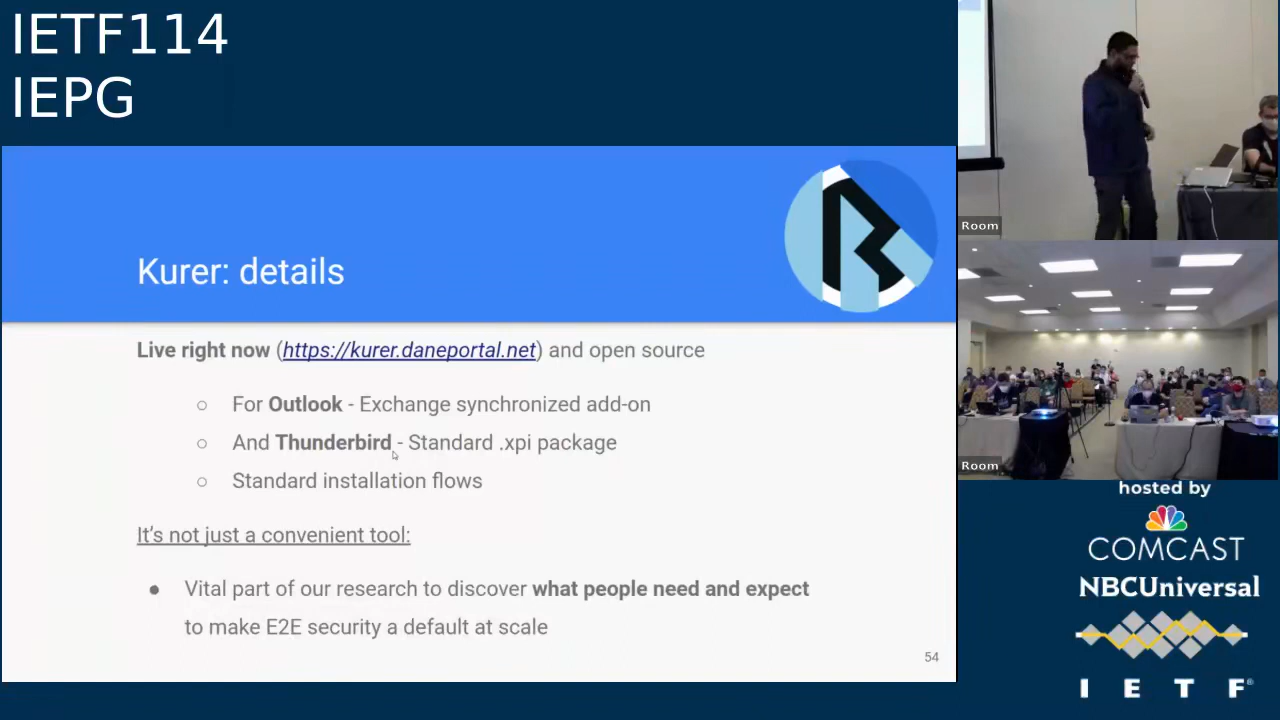 IETF114
IEPG
Kurer: details
Live right now (https://kurer.daneportal.net) and open source
○ For Outlook - Exchange synchronized add-on
○ And Thunderbird - Standard .xpi package
○ Standard installation flows
It's not just a convenient tool:
● Vital part of our research to discover what people need and expect
to make E2E security a default at scale
54
Room
Room
hosted by
COMCAST
NBCUniversal
I E T F®